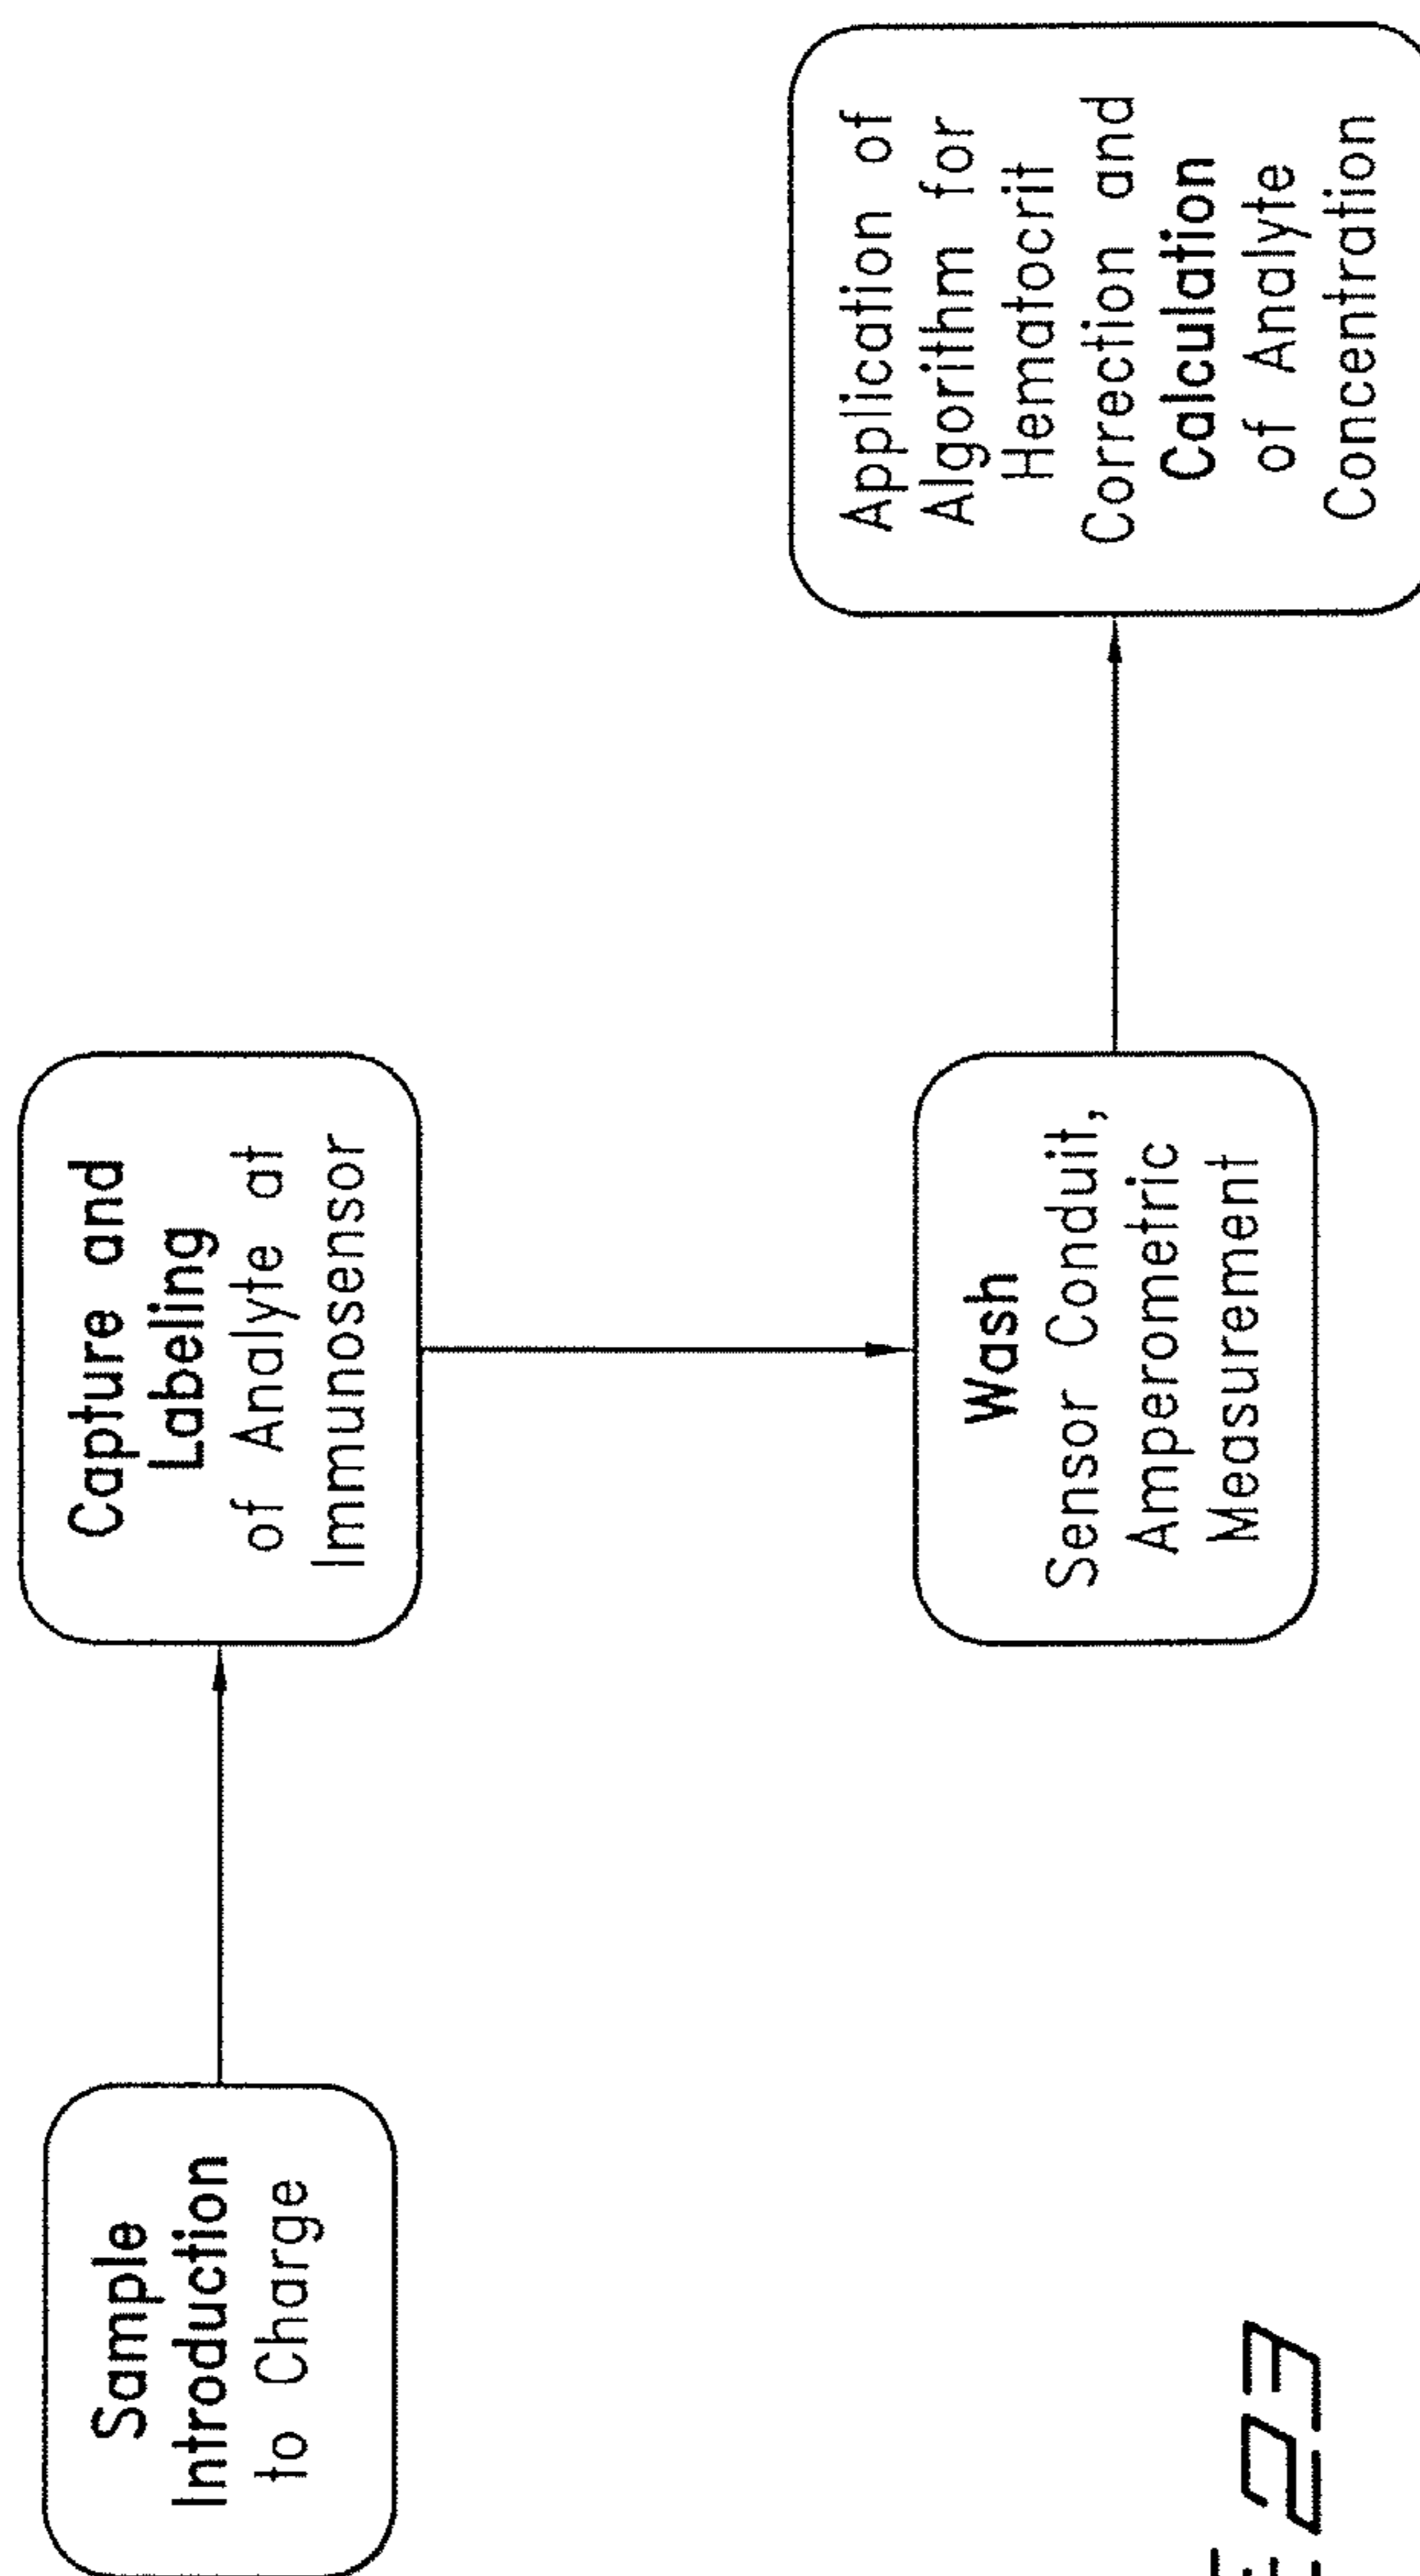 Sample
Introduction
to Charge
Capture and
Labeling
of Analyte at
Immunosensor
Wash
Sensor Conduit,
Amperometric
Measurement
Application of
Algorithm for
Hematocrit
Correction and
Calculation
of Analyte
Concentration
23